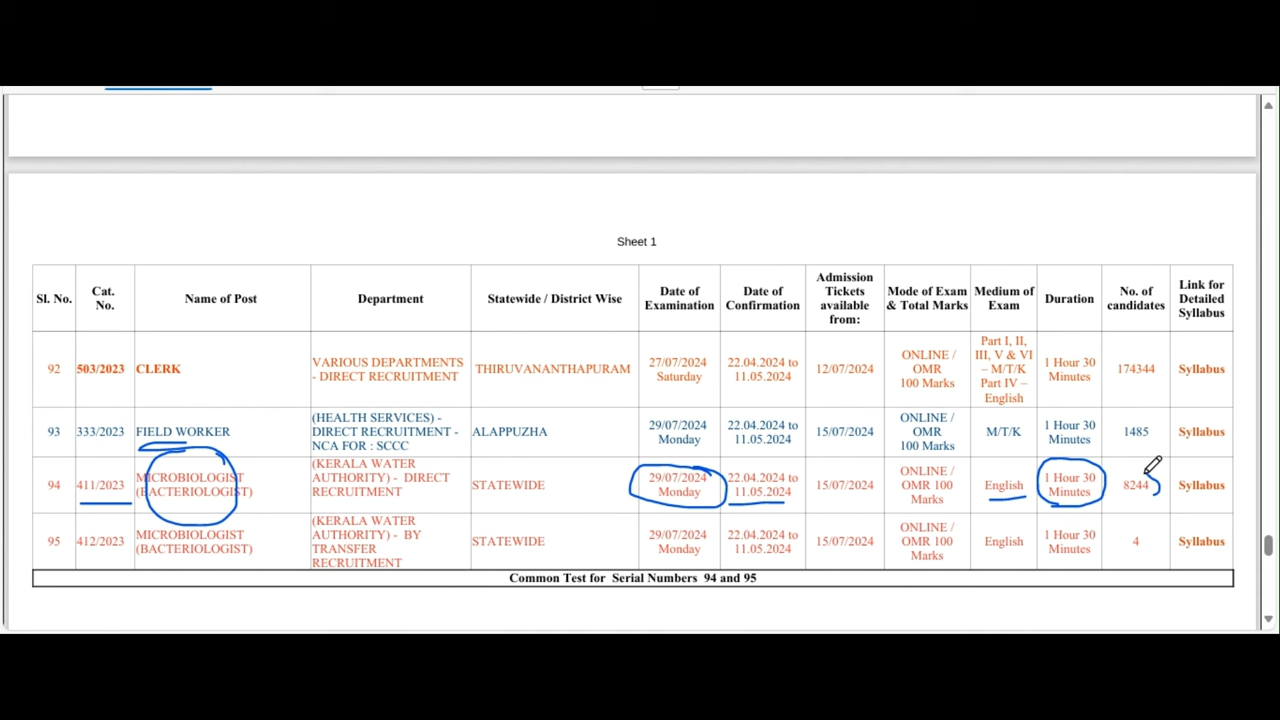 Sheet 1
Sl. No. Cat. No. Name of Post Department Statewide / District Wise Date of Examination Date of Confirmation Admission Tickets available from: Mode of Exam & Total Marks Medium of Exam Duration No. of candidates Link for Detailed Syllabus
92 503/2023 CLERK VARIOUS DEPARTMENTS - DIRECT RECRUITMENT THIRUVANANTHAPURAM 27/07/2024 Saturday 22.04.2024 to 11.05.2024 12/07/2024 ONLINE / OMR 100 Marks Part I, II, III, V & VI – M/T/K Part IV – English 1 Hour 30 Minutes 174344 Syllabus
93 333/2023 FIELD WORKER (HEALTH SERVICES) - DIRECT RECRUITMENT - NCA FOR : SCCC ALAPPUZHA 29/07/2024 Monday 22.04.2024 to 11.05.2024 15/07/2024 ONLINE / OMR 100 Marks M/T/K 1 Hour 30 Minutes 1485 Syllabus
94 411/2023 MICROBIOLOGIST (BACTERIOLOGIST) (KERALA WATER AUTHORITY) - DIRECT RECRUITMENT STATEWIDE 29/07/2024 Monday 22.04.2024 to 11.05.2024 15/07/2024 ONLINE / OMR 100 Marks English 1 Hour 30 Minutes 8244 Syllabus
95 412/2023 MICROBIOLOGIST (BACTERIOLOGIST) (KERALA WATER AUTHORITY) - BY TRANSFER RECRUITMENT STATEWIDE 29/07/2024 Monday 22.04.2024 to 11.05.2024 15/07/2024 ONLINE / OMR 100 Marks English 1 Hour 30 Minutes 4 Syllabus
Common Test for Serial Numbers 94 and 95